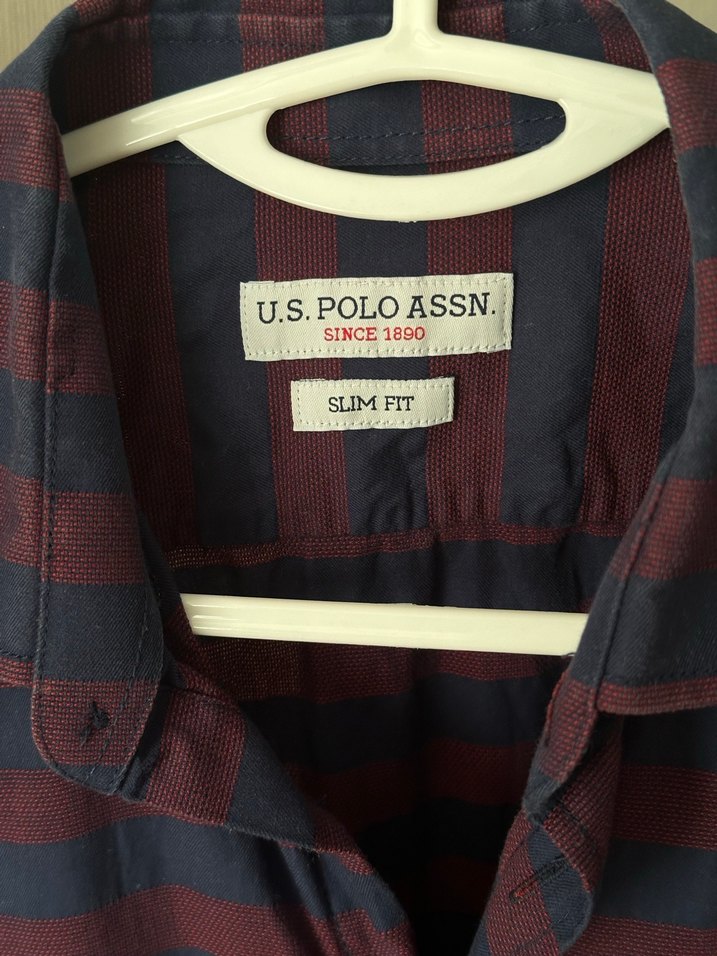 U.S. POLO ASSN.
SINCE 1890
SLIM FIT